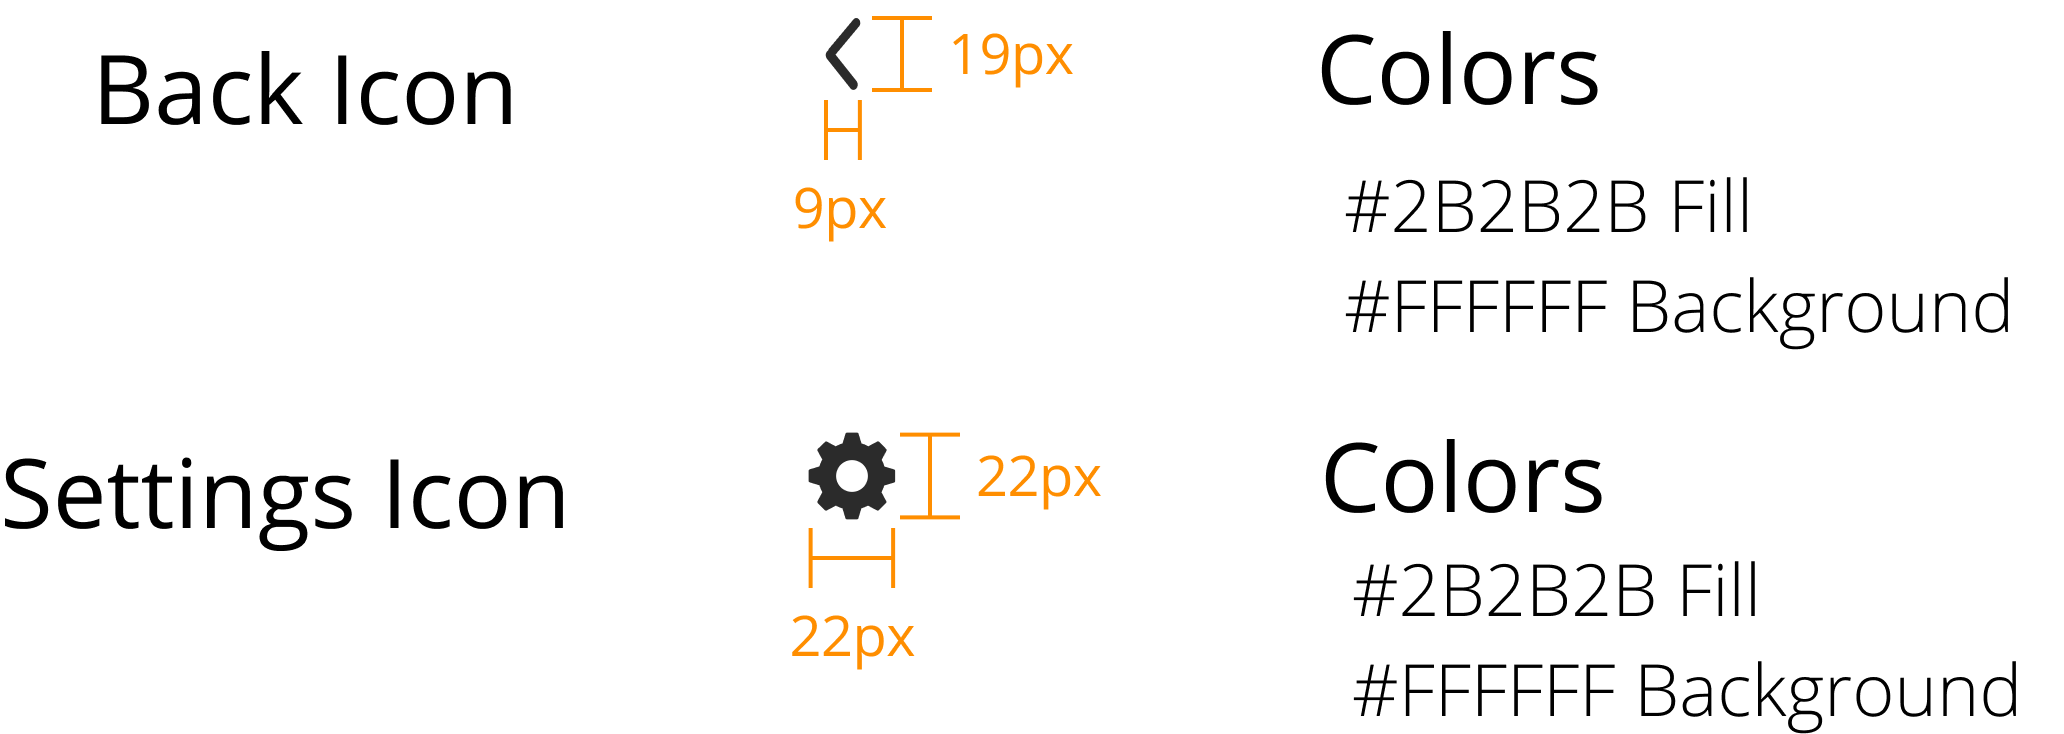 Back Icon
19px
9px
Colors
#2B2B2B Fill
#FFFFFF Background
Settings Icon
22px
22px
Colors
#2B2B2B Fill
#FFFFFF Background